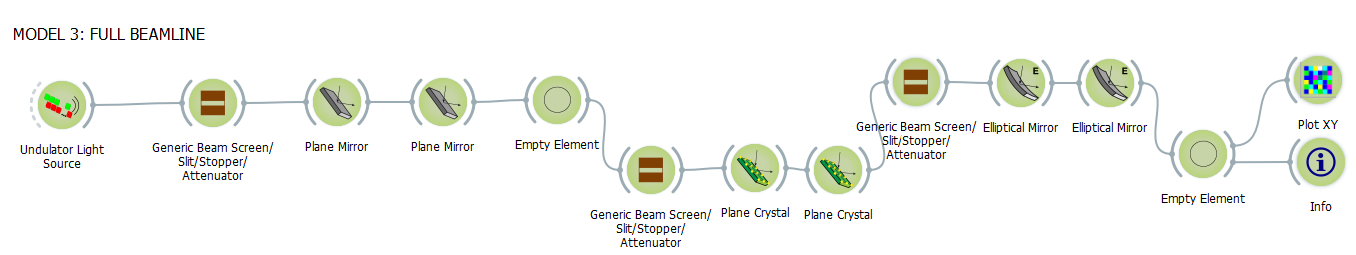 MODEL 3: FULL BEAMLINE
Undulator Light
Source
Generic Beam Screen/
Slit/Stopper/
Attenuator
Plane Mirror
Plane Mirror
Empty Element
Generic Beam Screen/
Slit/Stopper/
Attenuator
Plane Crystal
Plane Crystal
Generic Beam Screen/
Slit/Stopper/
Attenuator
E
Elliptical Mirror
E
Elliptical Mirror
Empty Element
Plot XY
Info